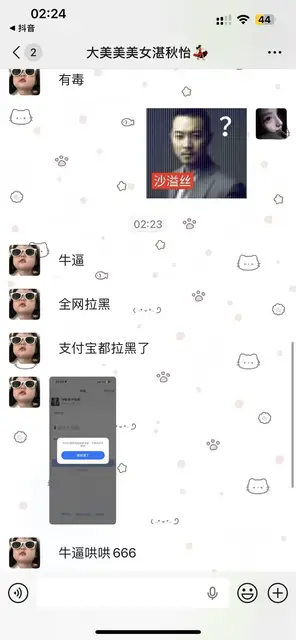 02:24
44
抖音
2
大美美美女湛秋怡
有毒
?
沙溢丝
02:23
牛逼
全网拉黑
支付宝都拉黑了
牛逼哄哄666